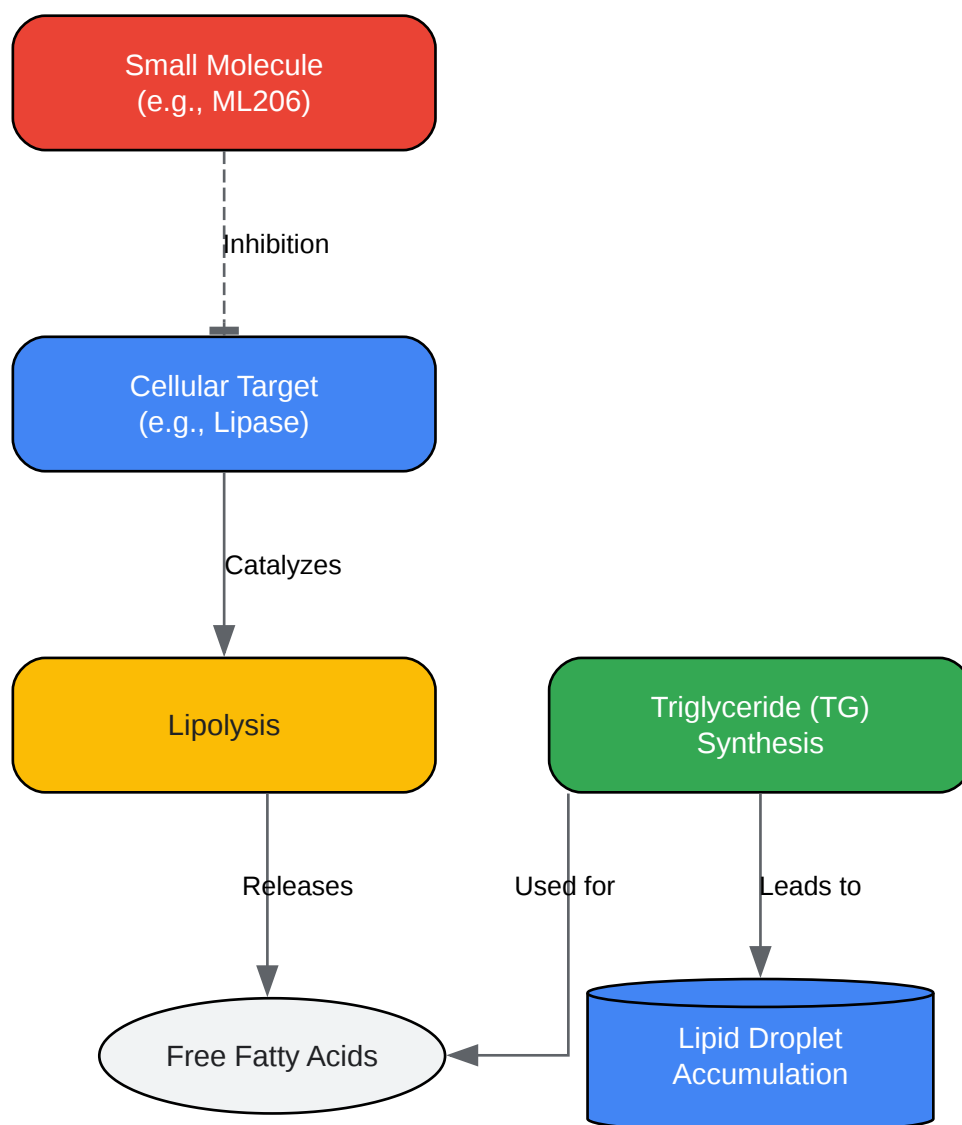 Small Molecule
(e.g., ML206)
Inhibition
Cellular Target
(e.g., Lipase)
Catalyzes
Lipolysis
Triglyceride (TG)
Synthesis
Releases
Used for
Leads to
Free Fatty Acids
Lipid Droplet
Accumulation